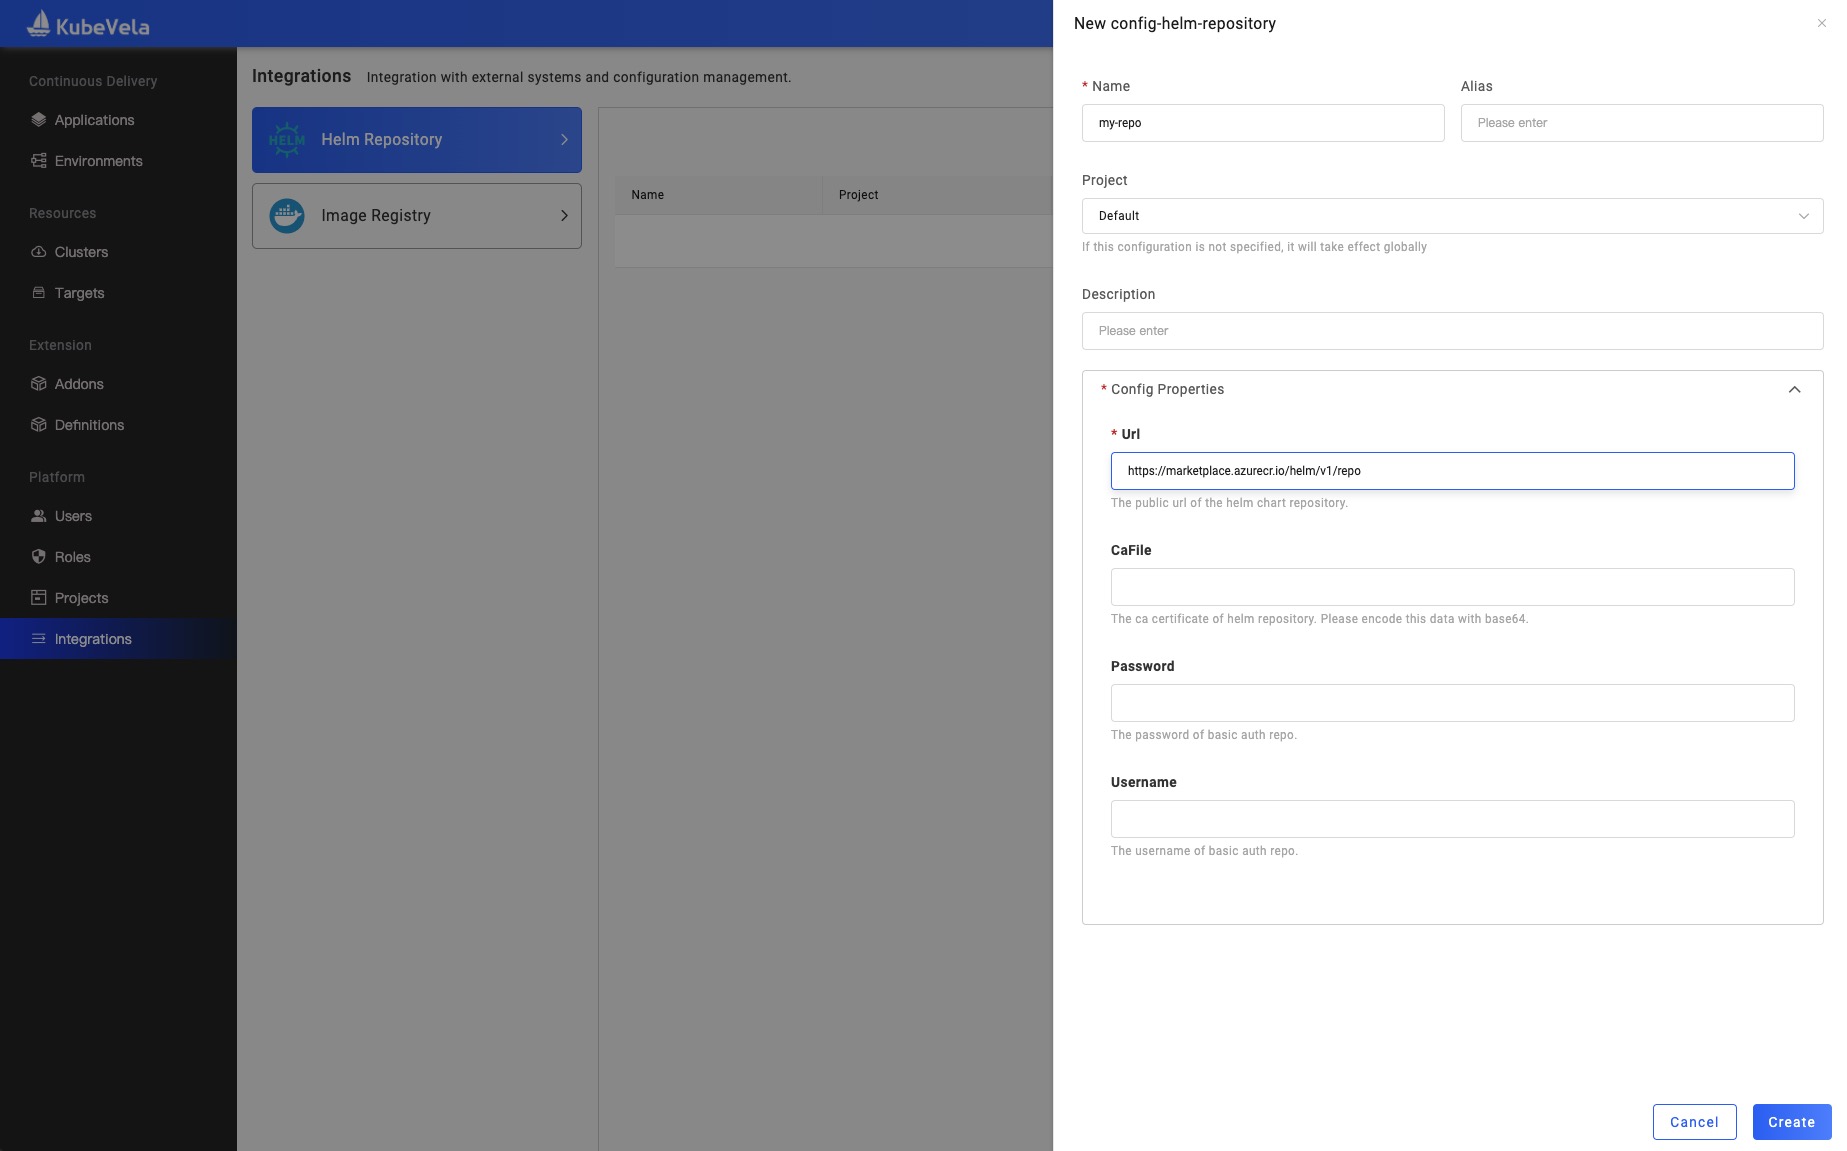 KubeVela
Continuous Delivery
Applications
Environments
Resources
Clusters
Targets
Extension
Addons
Definitions
Platform
Users
Roles
Projects
Integrations
Integrations Integration with external systems and configuration management.
HELM Helm Repository
Image Registry
Name Project
New config-helm-repository
* Name Alias
my-repo Please enter
Project
Default
If this configuration is not specified, it will take effect globally
Description
Please enter
* Config Properties
* Url
https://marketplace.azurecr.io/helm/v1/repo
The public url of the helm chart repository.
CaFile
The ca certificate of helm repository. Please encode this data with base64.
Password
The password of basic auth repo.
Username
The username of basic auth repo.
Cancel Create